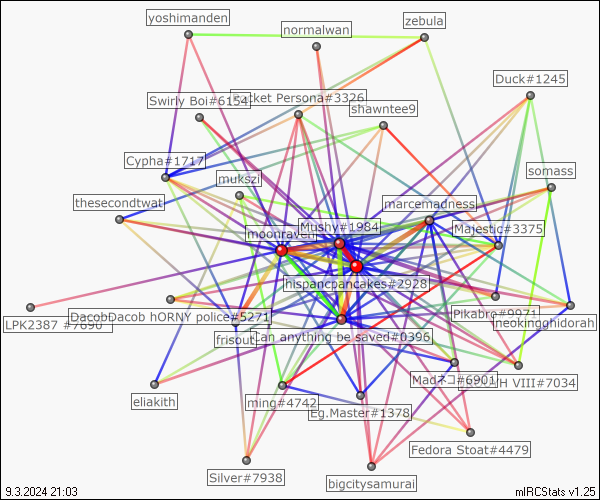 yoshimanden
zebula
normalwan
Duck#1245
Swirly Boi#6154
Persona#3326
shawntee9
Cypha#1717
mukszi
somass
thesecondtwat
marcemadness
Mushy#1984
moonraven
Majestic#3375
hispancpancakes#2928
LPK2387 #7690
DacobDacob hORNY police#5271
Pikabro#9971
neokingghidorah
frisout
Can anything be saved#0396
eliakith
ming#4742
Madネコ#6901
VIII#7034
Eg.Master#1378
Fedora Stoat#4479
Silver#7938
bigcitysamurai
9.3.2024 21:03
mIRCStats v1.25